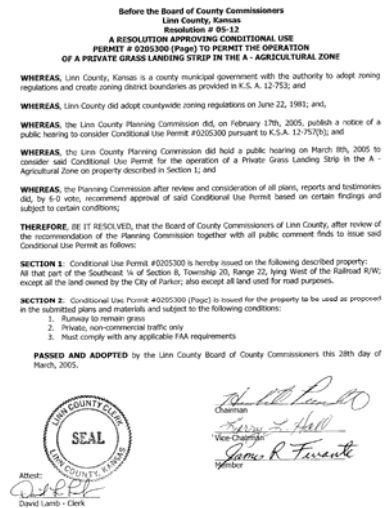 Before the Board of County Commissioners
Linn County, Kansas
Resolution # 05-12
A RESOLUTION APPROVING CONDITIONAL USE
PERMIT # 0205300 (Page) TO PERMIT THE OPERATION
OF A PRIVATE GRASS LANDING STRIP IN THE A - AGRICULTURAL ZONE
WHEREAS, Linn County, Kansas is a county municipal government with the authority to adopt zoning
regulations and create zoning district boundaries as provided in K.S. A. 12-753; and
WHEREAS, Linn County did adopt countywide zoning regulations on June 22, 1981; and,
WHEREAS, the Linn County Planning Commission did, on February 17th, 2005, publish a notice of a
public hearing to consider Conditional Use Permit #0205300 pursuant to K.S.A. 12-757(b); and
WHEREAS, the Linn County Planning Commission did hold a public hearing on March 8th, 2005 to
consider said Conditional Use Permit for the operation of a Private Grass Landing Strip in the A -
Agricultural Zone on property described in Section 1; and
WHEREAS, the Planning Commission after review and consideration of all plans, reports and testimonies
did, by 6-0 vote, recommend approval of said Conditional Use Permit based on certain findings and
subject to certain conditions;
THEREFORE, BE IT RESOLVED, that the Board of County Commissioners of Linn County, after review of
the recommendation of the Planning Commission together with all public comment finds to issue said
Conditional Use Permit as follows:
SECTION 1: Conditional Use Permit #0205300 is hereby issued on the following described property:
All that part of the Southeast ¼ of Section 8, Township 20, Range 22, lying West of the Railroad R/W;
except all the land owned by the City of Parker; also except all land used for road purposes.
SECTION 2: Conditional Use Permit #0205300 (Page) is issued for the property to be used as proposed
in the submitted plans and materials and subject to the following conditions:
1. Runway to remain grass
2. Private, non-commercial traffic only
3. Must comply with any applicable FAA requirements
PASSED AND ADOPTED by the Linn County Board of County Commissioners this 28th day of
March, 2005.
Chairman
L. Hall
Vice-Chairman
James R
Member
LINN COUNTY CLERK
SEAL
LINN COUNTY, KANSAS
Attest:
David Lamb - Clerk